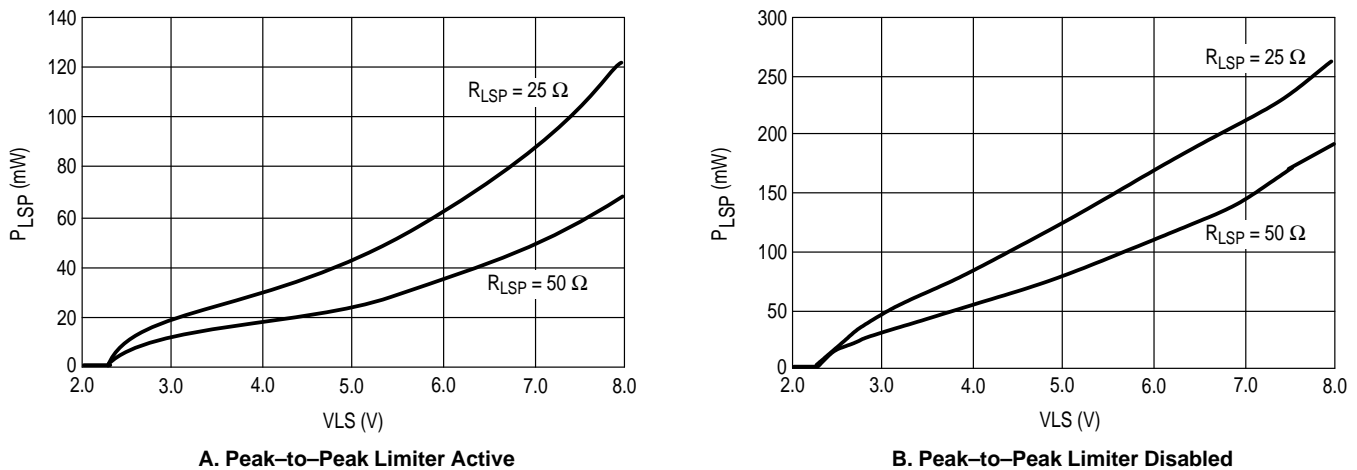 140
120
100
80
60
40
20
0
P_LSP (mW)
R_LSP = 25 Ω
R_LSP = 50 Ω
2.0 3.0 4.0 5.0 6.0 7.0 8.0
VLS (V)
A. Peak–to–Peak Limiter Active
300
250
200
150
100
50
0
P_LSP (mW)
R_LSP = 25 Ω
R_LSP = 50 Ω
2.0 3.0 4.0 5.0 6.0 7.0 8.0
VLS (V)
B. Peak–to–Peak Limiter Disabled